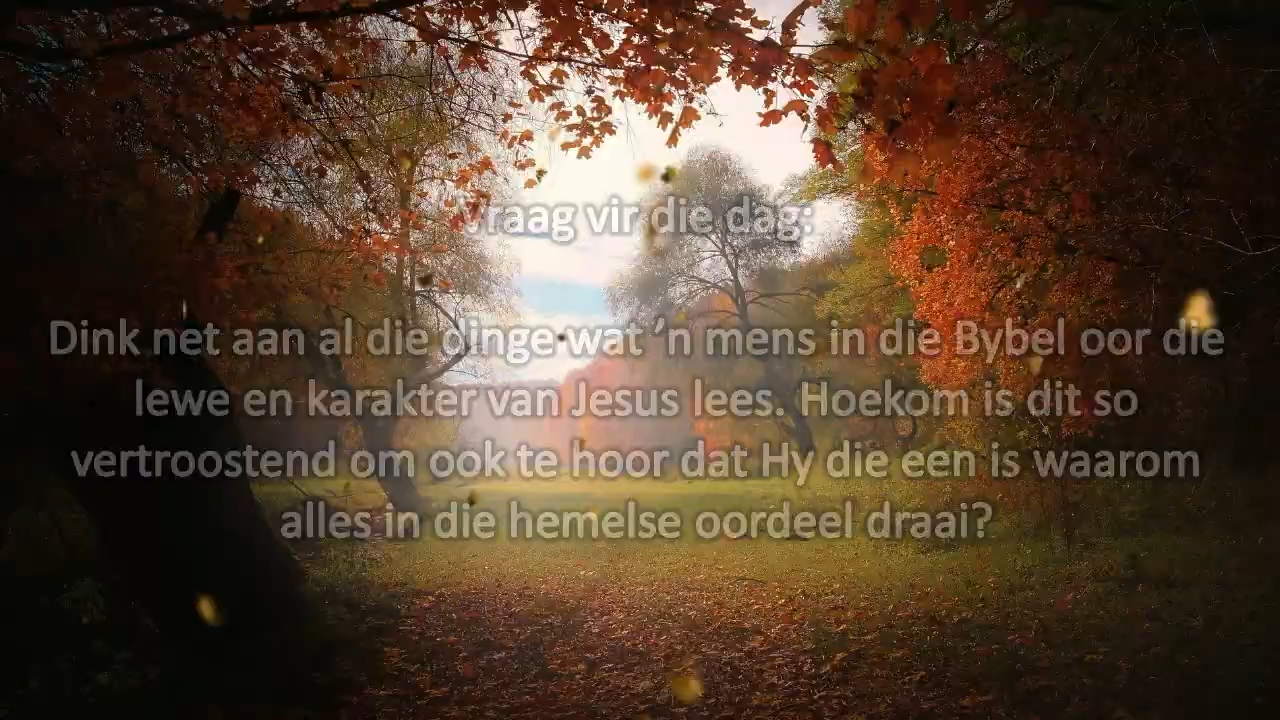 Vraag vir die dag:
Dink net aan al die dinge wat ’n mens in die Bybel oor die
lewe en karakter van Jesus lees. Hoekom is dit so
vertroostend om ook te hoor dat Hy die een is waarom
alles in die hemelse oordeel draai?